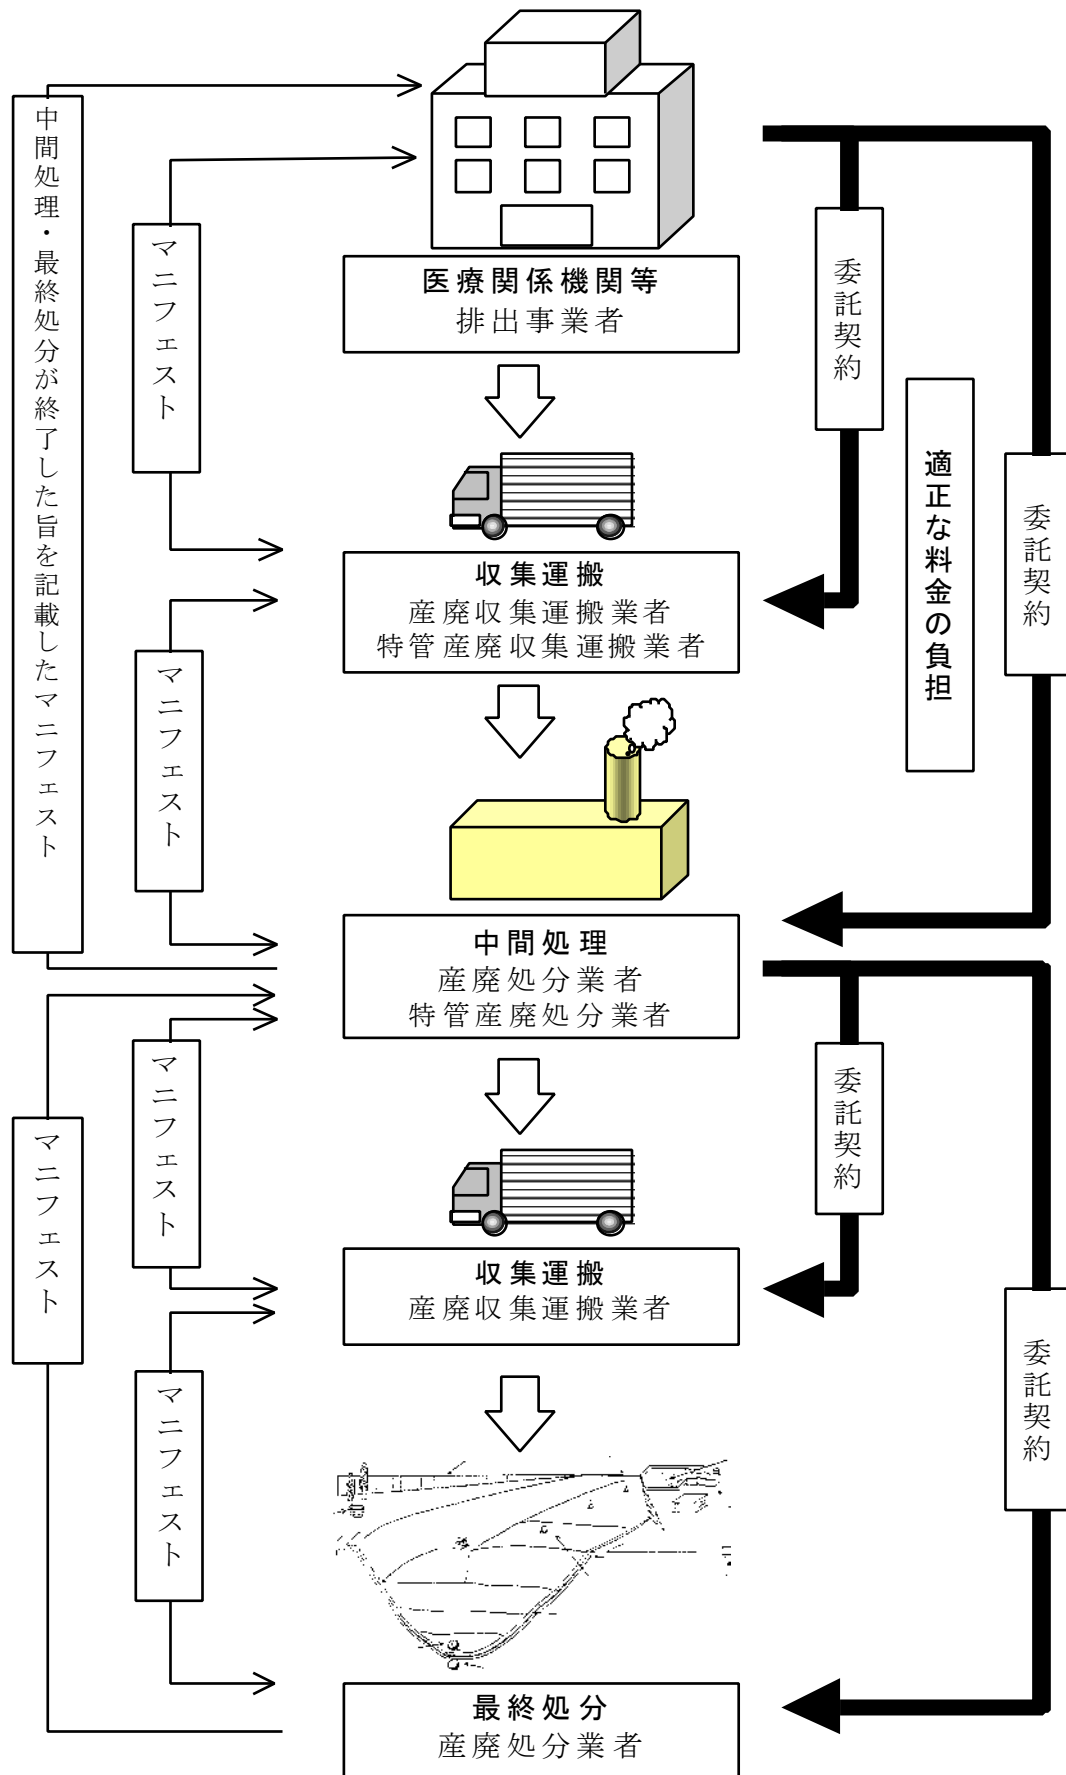 中間処理・最終処分が終了した旨を記載したマニフェスト
マニフェスト
医療関係機関等
排出事業者
委託契約
適正な料金の負担
委託契約
収集運搬
産廃収集運搬業者
特管産廃収集運搬業者
マニフェスト
中間処理
産廃処分業者
特管産廃処分業者
マニフェスト
マニフェスト
委託契約
収集運搬
産廃収集運搬業者
委託契約
マニフェスト
最終処分
産廃処分業者